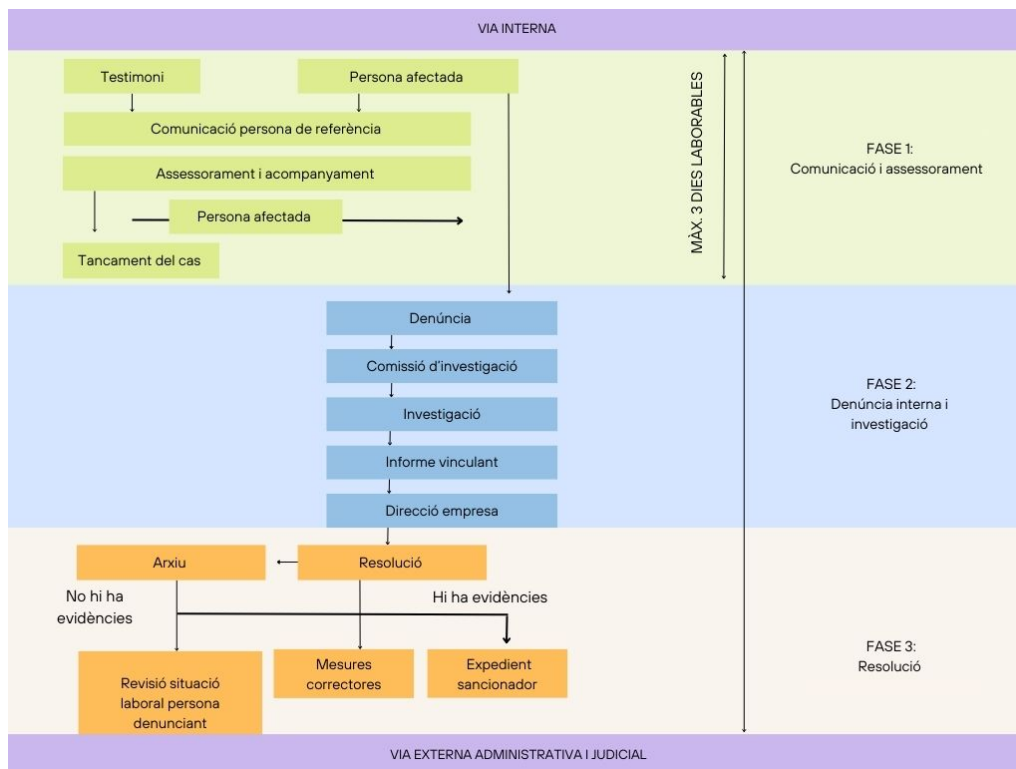 VIA INTERNA
Testimoni
Persona afectada
Comunicació persona de referència
Assessorament i acompanyament
Persona afectada
Tancament del cas
MÀX. 3 DIES LABORABLES
FASE 1:
Comunicació i assessorament
Denúncia
Comissió d'investigació
Investigació
Informe vinculant
Direcció empresa
FASE 2:
Denúncia interna i
investigació
Arxiu
Resolució
No hi ha
evidències
Hi ha evidències
Revisió situació
laboral persona
denunciant
Mesures
correctores
Expedient
sancionador
FASE 3:
Resolució
VIA EXTERNA ADMINISTRATIVA I JUDICIAL